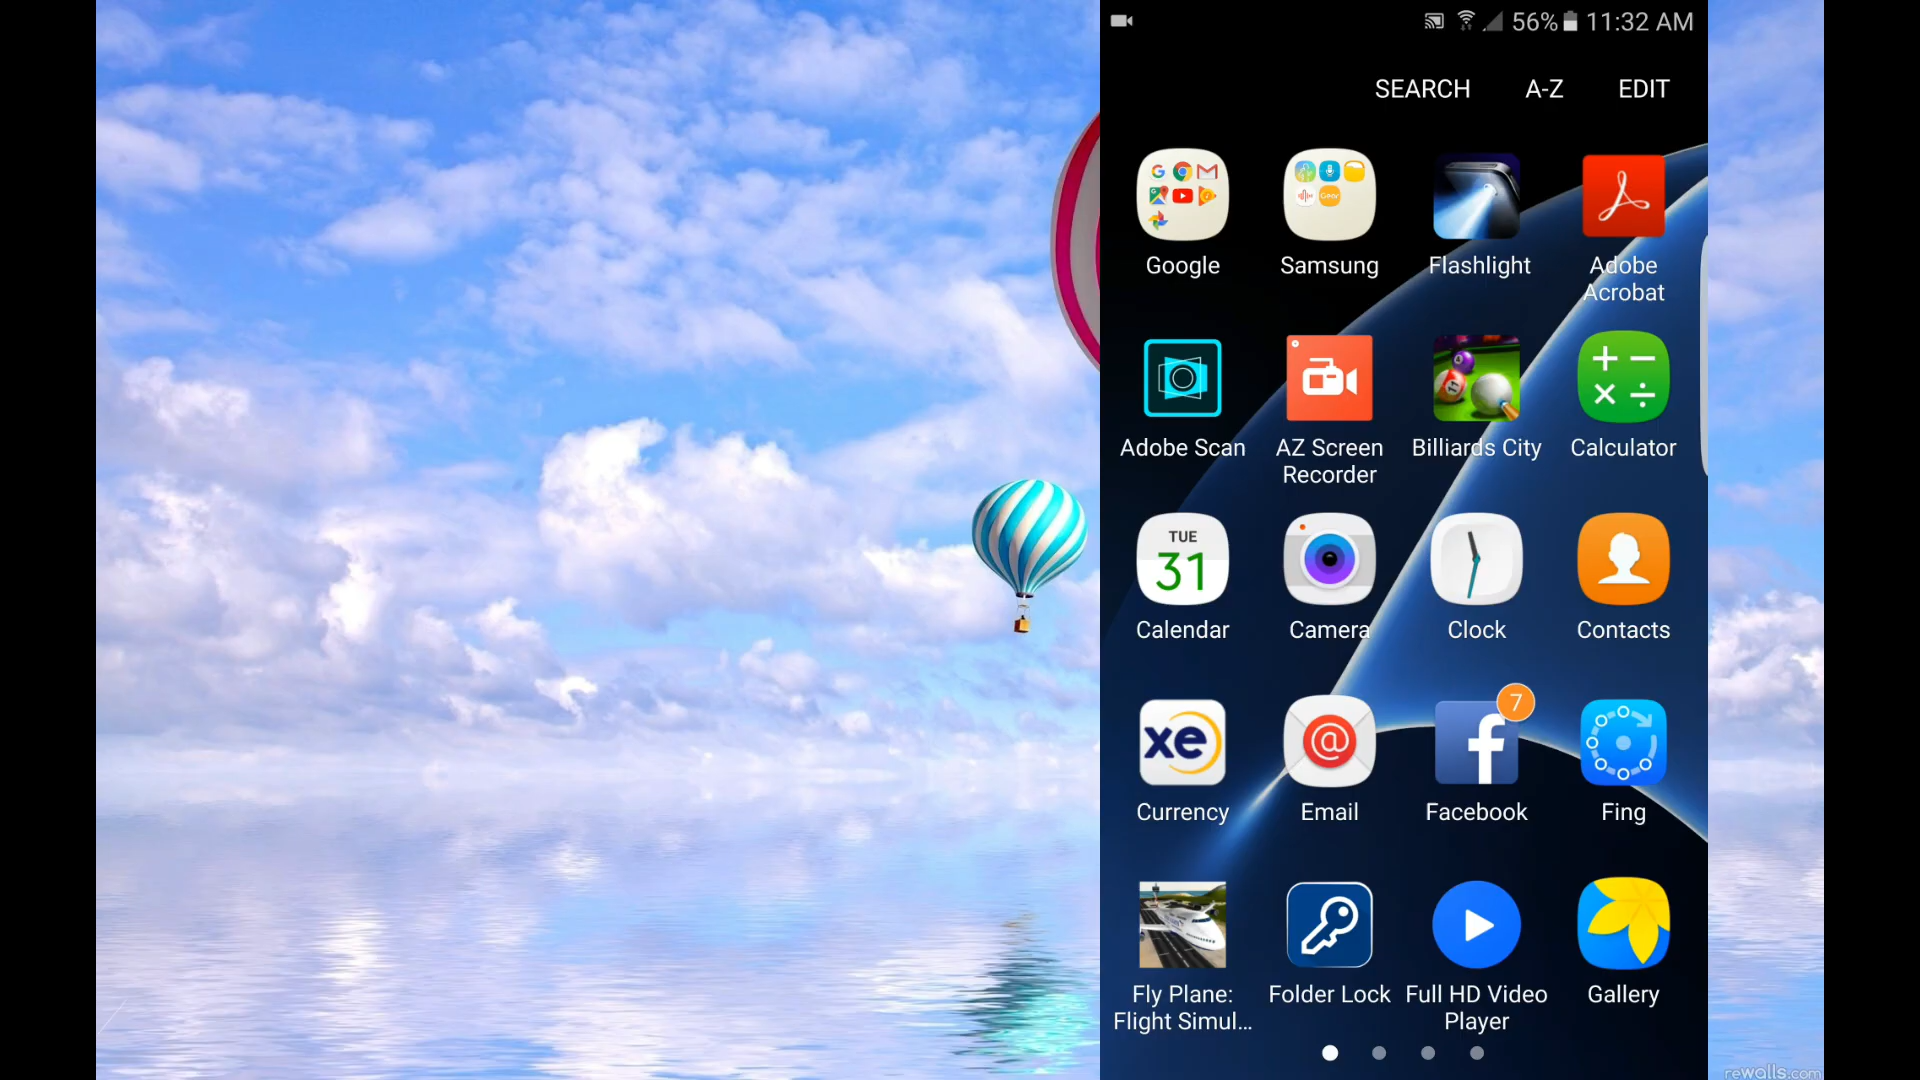 56% 11:32 AM
SEARCH A-Z EDIT
Google Samsung Flashlight Adobe
Acrobat
Gear
Adobe Scan AZ Screen Billiards City Calculator
Recorder
11
TUE
31
Calendar Camera Clock Contacts
xe @ f 7
Currency Email Facebook Fing
Fly Plane: Folder Lock Full HD Video Gallery
Flight Simul... Player
rewalls.com